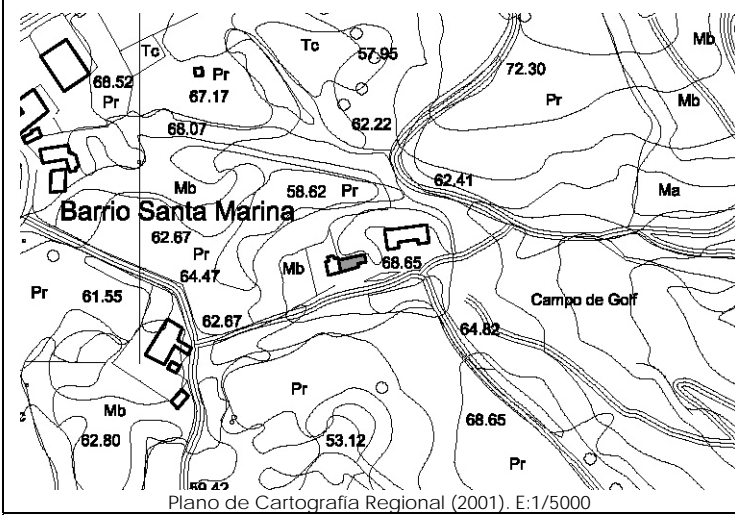 Mb
Tc
Tc
57.95
68.52
Pr
67.17
72.30
Pr
Pr
Mb
68.07
62.22
Mb
58.62
Pr
62.41
Ma
Barrio Santa Marina
62.67
Pr
64.47
Mb
68.65
Pr
61.55
Campo de Golf
62.67
64.82
Pr
Mb
62.80
53.12
68.65
Pr
59.42
Plano de Cartografía Regional (2001). E:1/5000